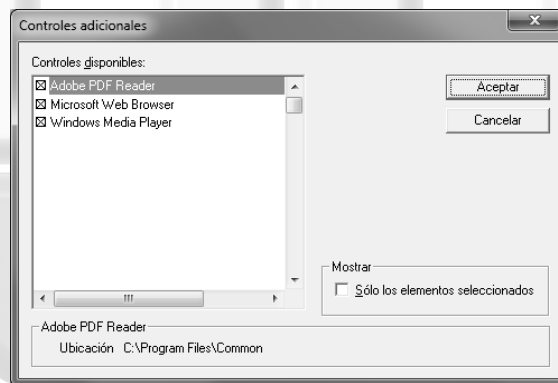 Controles adicionales
Controles disponibles:
Adobe PDF Reader
Microsoft Web Browser
Windows Media Player
Aceptar
Cancelar
Mostrar
Sólo los elementos seleccionados
Adobe PDF Reader
Ubicación C:\Program Files\Common